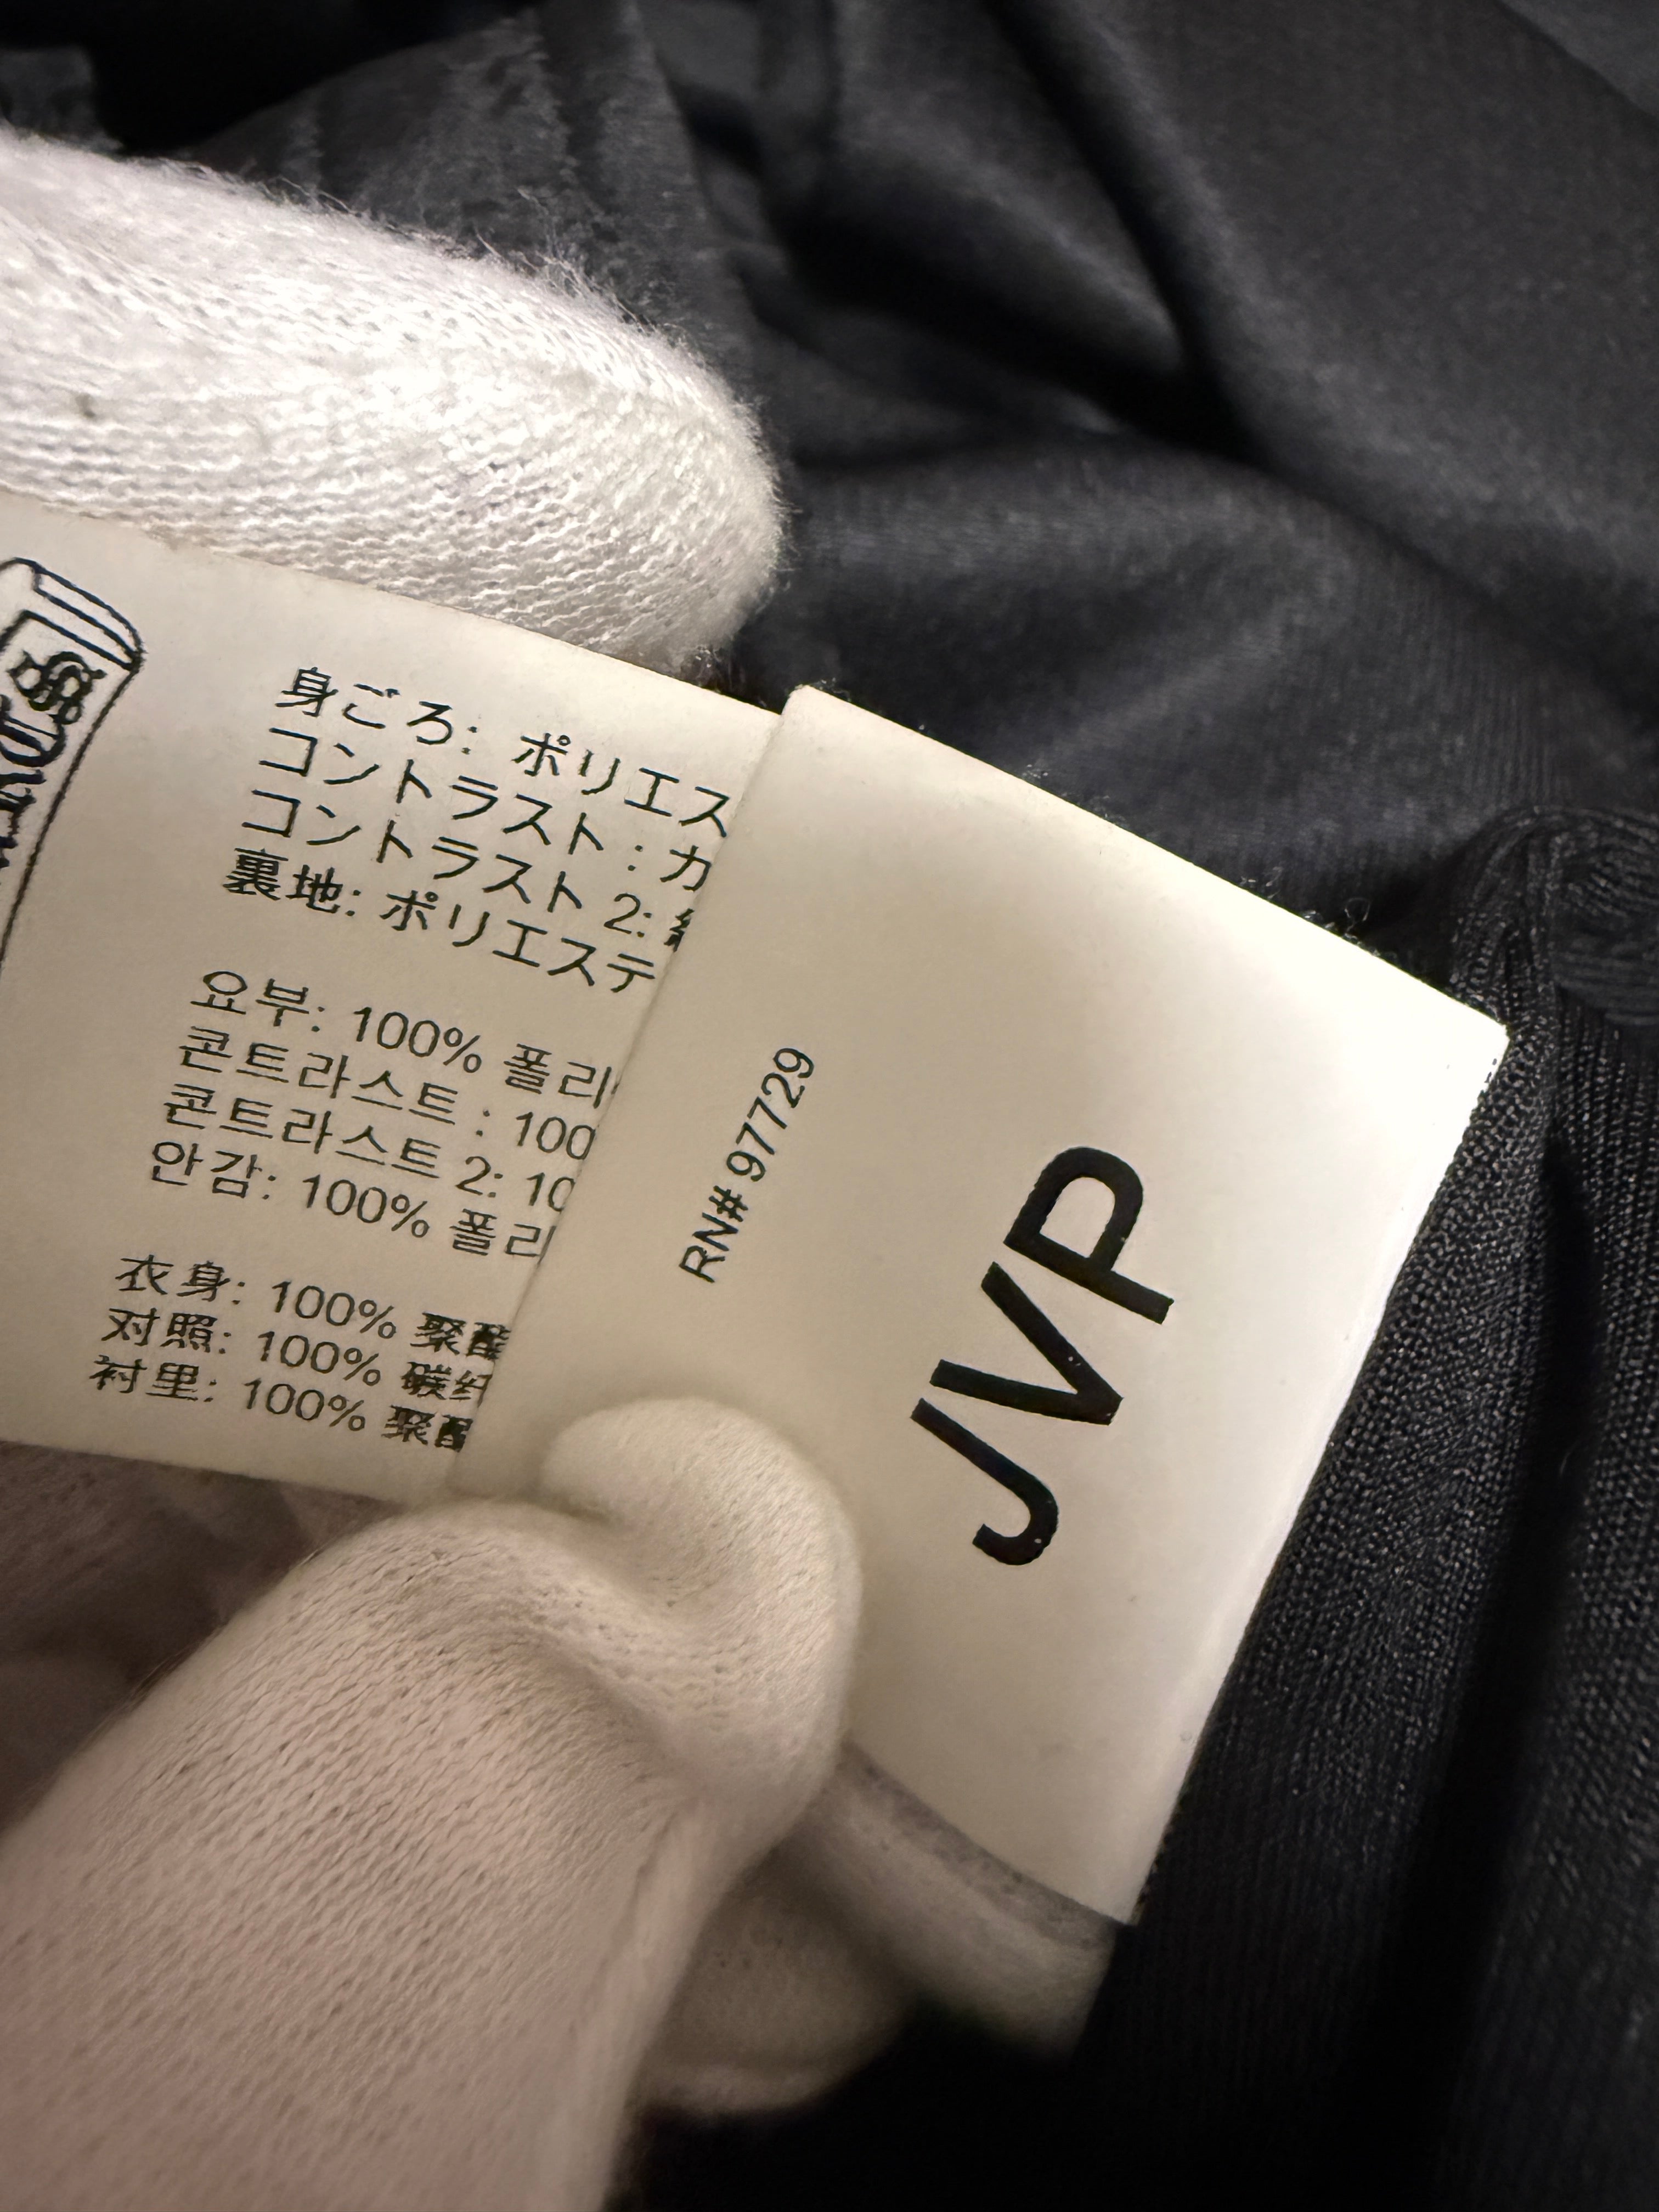 身ごろ: ポリエス
コントラスト : カ
コントラスト 2:
裏地: ポリエステ
요부: 100% 폴리
콘트라스트 : 100
콘트라스트 2: 10
안감: 100% 폴리
衣身: 100% 聚酯
对照: 100% 碳纤
衬里: 100% 聚酯
RN# 97729
JVP